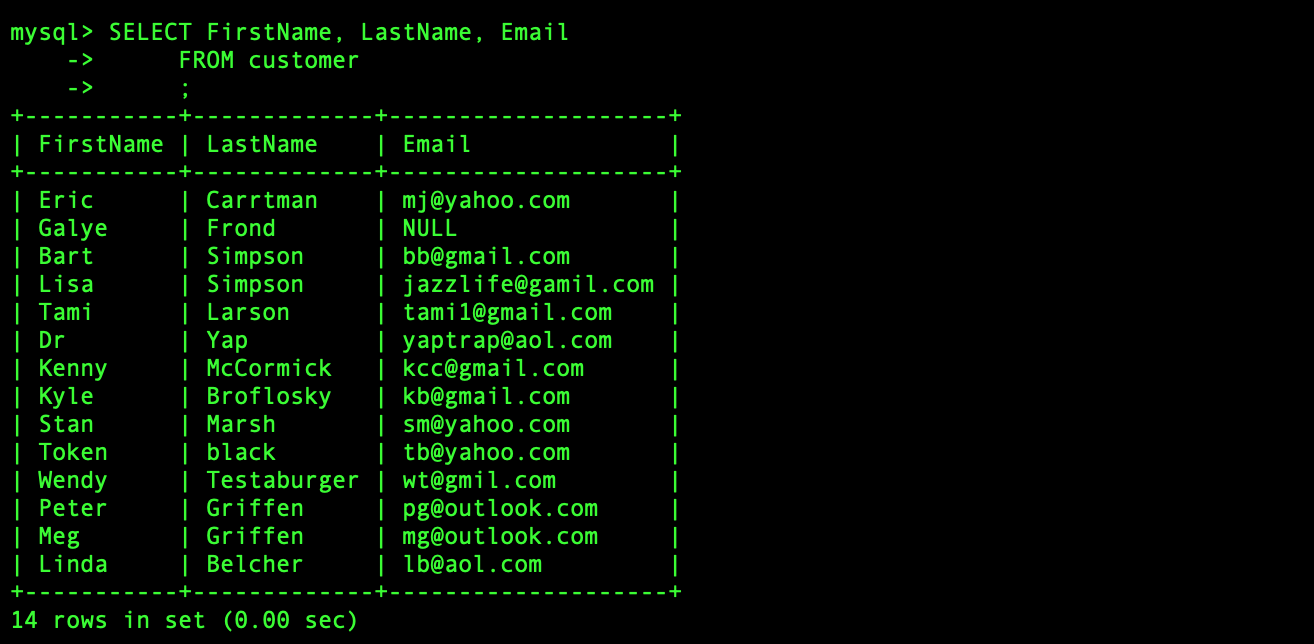 mysql> SELECT FirstName, LastName, Email
    ->      FROM customer
    ->      ;
+-----------+-------------+--------------------+
| FirstName | LastName    | Email              |
+-----------+-------------+--------------------+
| Eric      | Carrtman    | mj@yahoo.com       |
| Galye     | Frond       | NULL               |
| Bart      | Simpson     | bb@gmail.com       |
| Lisa      | Simpson     | jazzlife@gamil.com |
| Tami      | Larson      | tami1@gmail.com    |
| Dr        | Yap         | yaptrap@aol.com    |
| Kenny     | McCormick   | kcc@gmail.com      |
| Kyle      | Broflosky   | kb@gmail.com       |
| Stan      | Marsh       | sm@yahoo.com       |
| Token     | black       | tb@yahoo.com       |
| Wendy     | Testaburger | wt@gmil.com        |
| Peter     | Griffen     | pg@outlook.com     |
| Meg       | Griffen     | mg@outlook.com     |
| Linda     | Belcher     | lb@aol.com         |
+-----------+-------------+--------------------+
14 rows in set (0.00 sec)